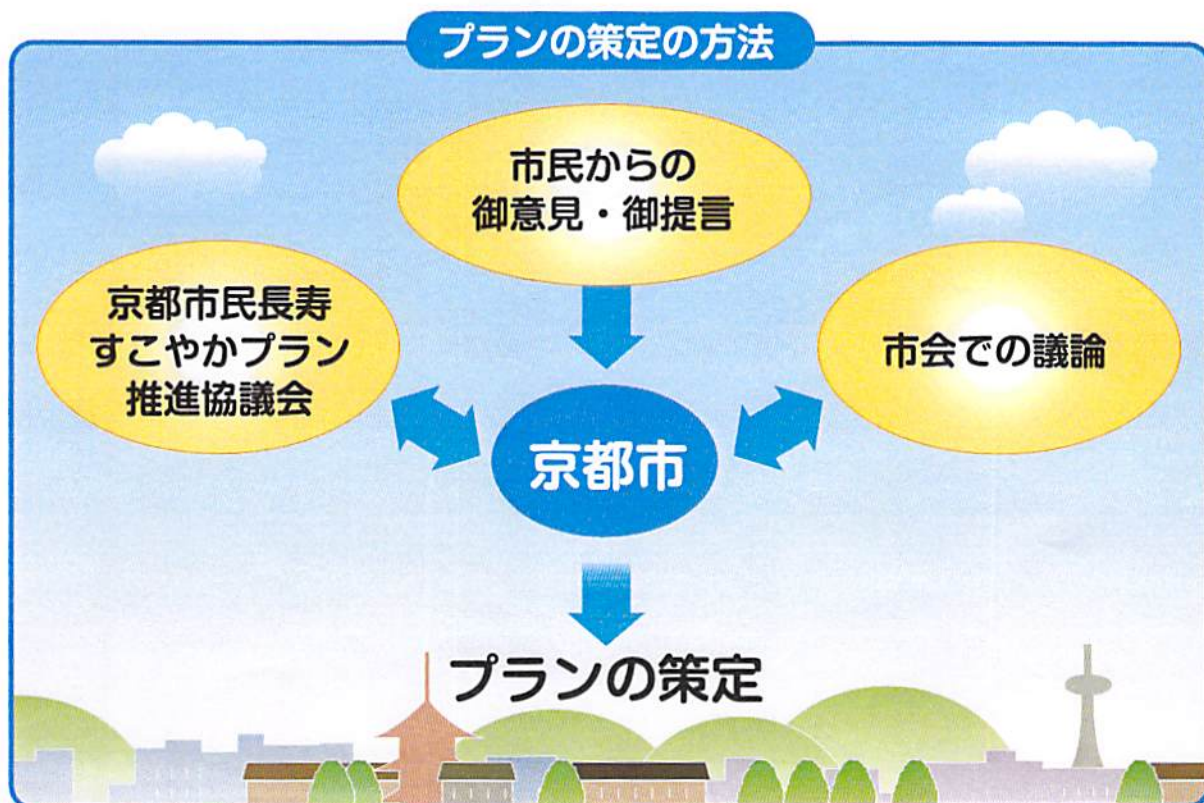 プランの策定の方法
市民からの
御意見・御提言
京都市民長寿
すこやかプラン
推進協議会
市会での議論
京都市
プランの策定